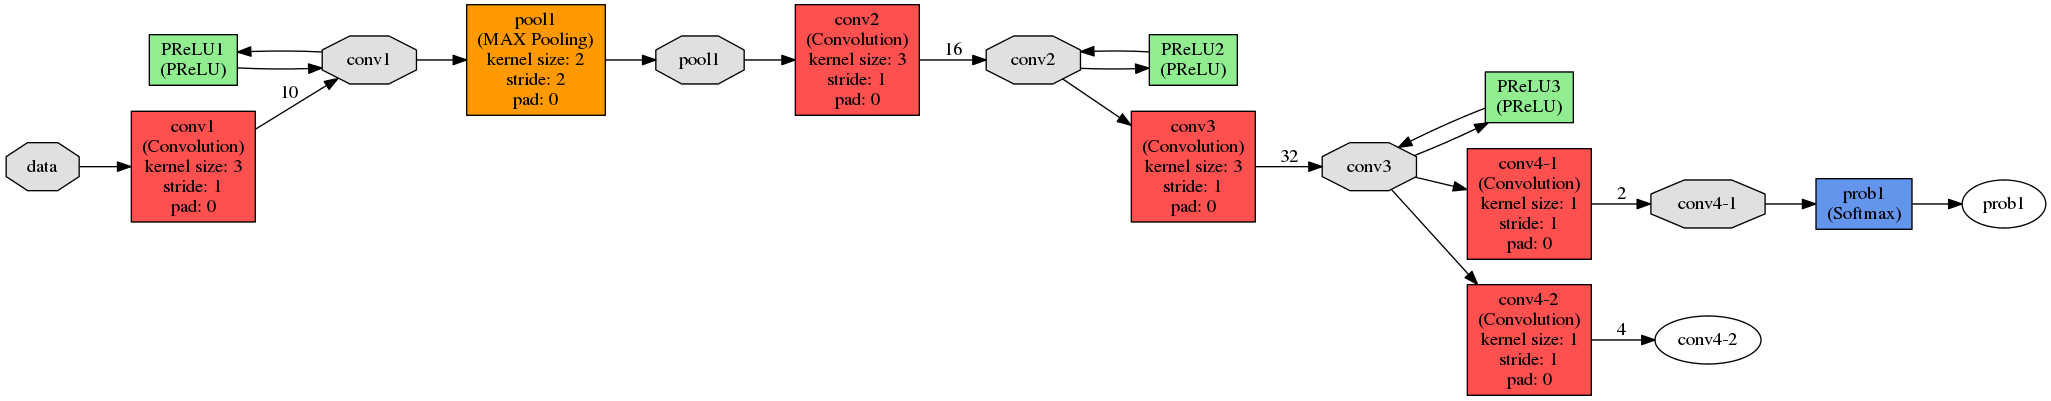 data
conv1
(Convolution)
kernel size: 3
stride: 1
pad: 0
10
PReLU1
(PReLU)
conv1
pool1
(MAX Pooling)
kernel size: 2
stride: 2
pad: 0
pool1
conv2
(Convolution)
kernel size: 3
stride: 1
pad: 0
16
conv2
PReLU2
(PReLU)
conv3
(Convolution)
kernel size: 3
stride: 1
pad: 0
32
conv3
PReLU3
(PReLU)
conv4-1
(Convolution)
kernel size: 1
stride: 1
pad: 0
2
conv4-1
prob1
(Softmax)
prob1
conv4-2
(Convolution)
kernel size: 1
stride: 1
pad: 0
4
conv4-2